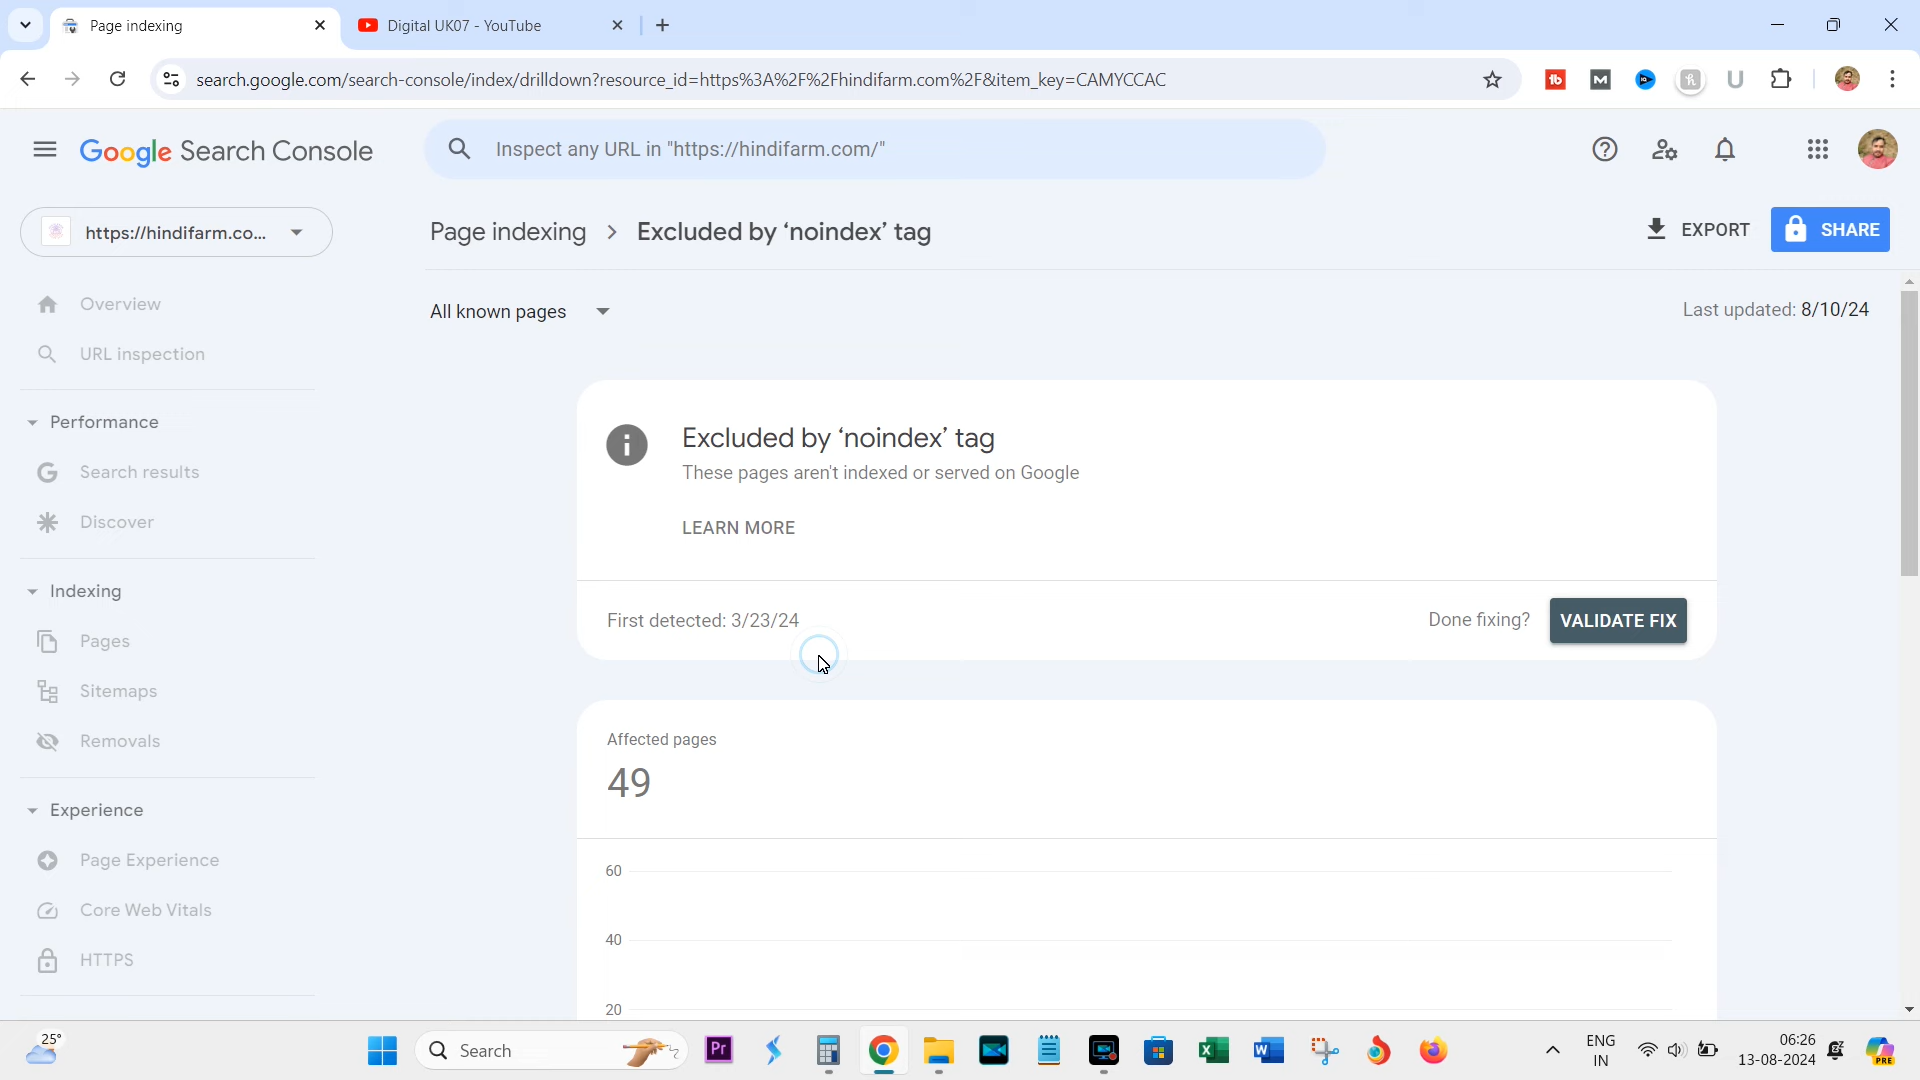 Page indexing
Digital UK07 - YouTube
search.google.com/search-console/index/drilldown?resource_id=https%3A%2F%2Fhindifarm.com%2F&item_key=CAMYCCAC
Google Search Console
Inspect any URL in "https://hindifarm.com/"
https://hindifarm.co...
Page indexing > Excluded by ‘noindex’ tag
EXPORT
SHARE
Overview
URL inspection
Performance
Search results
Discover
Indexing
Pages
Sitemaps
Removals
Experience
Page Experience
Core Web Vitals
HTTPS
All known pages
Last updated: 8/10/24
Excluded by ‘noindex’ tag
These pages aren't indexed or served on Google
LEARN MORE
First detected: 3/23/24
Done fixing?
VALIDATE FIX
Affected pages
49
60
40
20
25°
Search
Pr
ENG
IN
06:26
13-08-2024
PRE